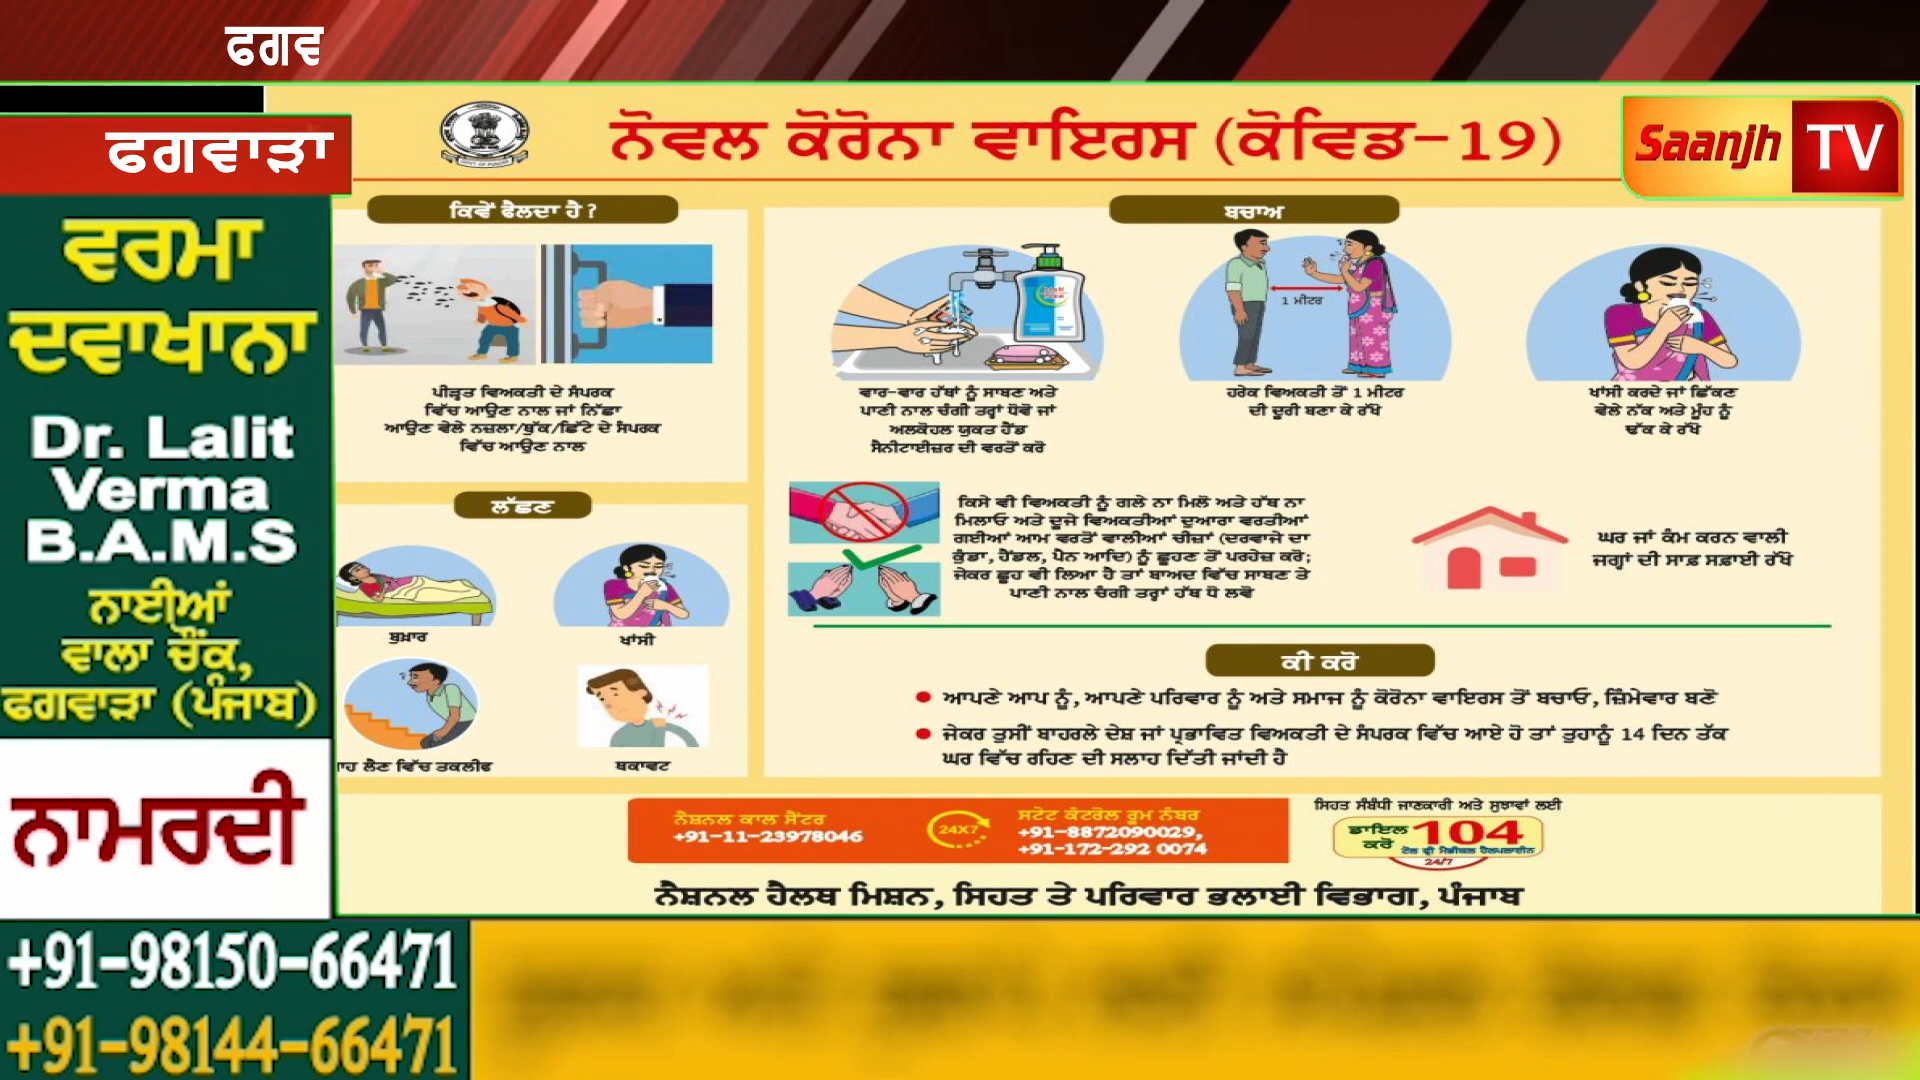 ਫਗਵ
ਫਗਵਾੜਾ
ਨੋਵਲ ਕੋਰੋਨਾ ਵਾਇਰਸ (ਕੋਵਿਡ-19)
Saanjh TV
ਵਰਮਾ
ਦਵਾਖਾਨਾ
Dr. Lalit
Verma
B.A.M.S
ਨਾਈਆਂ
ਵਾਲਾ ਚੌਂਕ,
ਫਗਵਾੜਾ (ਪੰਜਾਬ)
ਨਾਮਰਦੀ
+91-98150-66471
+91-98144-66471
ਕਿਵੇਂ ਫੈਲਦਾ ਹੈ ?
ਪੀੜ੍ਹਤ ਵਿਅਕਤੀ ਦੇ ਸੰਪਰਕ
ਵਿੱਚ ਆਉਣ ਨਾਲ ਜਾਂ ਨਿੱਛਾ
ਆਉਣ ਵੇਲੇ ਨਜ਼ਲਾ/ਥੁੱਕ/ਛਿੱਟੇ ਦੇ ਸੰਪਰਕ
ਵਿੱਚ ਆਉਣ ਨਾਲ
ਲੱਛਣ
ਬੁਖ਼ਾਰ
ਖਾਂਸੀ
ਾਹ ਲੈਣ ਵਿੱਚ ਤਕਲੀਫ
ਥਕਾਵਟ
ਬਚਾਅ
1 ਮੀਟਰ
ਵਾਰ-ਵਾਰ ਹੱਥਾਂ ਨੂੰ ਸਾਬਣ ਅਤੇ
ਪਾਣੀ ਨਾਲ ਚੰਗੀ ਤਰ੍ਹਾਂ ਧੋਵੋ ਜਾਂ
ਅਲਕੋਹਲ ਯੁਕਤ ਹੈਂਡ
ਸੈਨੀਟਾਈਜ਼ਰ ਦੀ ਵਰਤੋਂ ਕਰੋ
ਹਰੇਕ ਵਿਅਕਤੀ ਤੋਂ 1 ਮੀਟਰ
ਦੀ ਦੂਰੀ ਬਣਾ ਕੇ ਰੱਖੋ
ਖਾਂਸੀ ਕਰਦੇ ਜਾਂ ਛਿੱਕਣ
ਵੇਲੇ ਨੱਕ ਅਤੇ ਮੂੰਹ ਨੂੰ
ਢੱਕ ਕੇ ਰੱਖੋ
ਕਿਸੇ ਵੀ ਵਿਅਕਤੀ ਨੂੰ ਗਲੇ ਨਾ ਮਿਲੋ ਅਤੇ ਹੱਥ ਨਾ
ਮਿਲਾਓ ਅਤੇ ਦੂਜੇ ਵਿਅਕਤੀਆਂ ਦੁਆਰਾ ਵਰਤੀਆਂ
ਗਈਆਂ ਆਮ ਵਰਤੋਂ ਵਾਲੀਆਂ ਚੀਜ਼ਾਂ (ਦਰਵਾਜੇ ਦਾ
ਕੁੰਡਾ, ਹੈਂਡਲ, ਪੈਨ ਆਦਿ) ਨੂੰ ਛੂਹਣ ਤੋਂ ਪਰਹੇਜ਼ ਕਰੋ;
ਜੇਕਰ ਛੂਹ ਵੀ ਲਿਆ ਹੈ ਤਾਂ ਬਾਅਦ ਵਿੱਚ ਸਾਬਣ ਤੇ
ਪਾਣੀ ਨਾਲ ਚੰਗੀ ਤਰ੍ਹਾਂ ਹੱਥ ਧੋ ਲਵੋ
ਘਰ ਜਾਂ ਕੰਮ ਕਰਨ ਵਾਲੀ
ਜਗ੍ਹਾਂ ਦੀ ਸਾਫ਼ ਸਫ਼ਾਈ ਰੱਖੋ
ਕੀ ਕਰੋ
ਆਪਣੇ ਆਪ ਨੂੰ, ਆਪਣੇ ਪਰਿਵਾਰ ਨੂੰ ਅਤੇ ਸਮਾਜ ਨੂੰ ਕੋਰੋਨਾ ਵਾਇਰਸ ਤੋਂ ਬਚਾਓ, ਜ਼ਿੰਮੇਵਾਰ ਬਣੋ
ਜੇਕਰ ਤੁਸੀਂ ਬਾਹਰਲੇ ਦੇਸ਼ ਜਾਂ ਪ੍ਰਭਾਵਿਤ ਵਿਅਕਤੀ ਦੇ ਸੰਪਰਕ ਵਿੱਚ ਆਏ ਹੋ ਤਾਂ ਤੁਹਾਨੂੰ 14 ਦਿਨ ਤੱਕ
ਘਰ ਵਿੱਚ ਰਹਿਣ ਦੀ ਸਲਾਹ ਦਿੱਤੀ ਜਾਂਦੀ ਹੈ
ਨੈਸ਼ਨਲ ਕਾਲ ਸੈਂਟਰ
+91-11-23978046
24X7
ਸਟੇਟ ਕੰਟਰੋਲ ਰੂਮ ਨੰਬਰ
+91-8872090029,
+91-172-292 0074
ਸਿਹਤ ਸੰਬੰਧੀ ਜਾਣਕਾਰੀ ਅਤੇ ਸੁਝਾਵਾਂ ਲਈ
ਡਾਇਲ ਕਰੋ 104
ਟੋਲ ਫ੍ਰੀ ਮੈਡੀਕਲ ਹੈਲਪਲਾਈਨ
24/7
ਨੈਸ਼ਨਲ ਹੈਲਥ ਮਿਸ਼ਨ, ਸਿਹਤ ਤੇ ਪਰਿਵਾਰ ਭਲਾਈ ਵਿਭਾਗ, ਪੰਜਾਬ